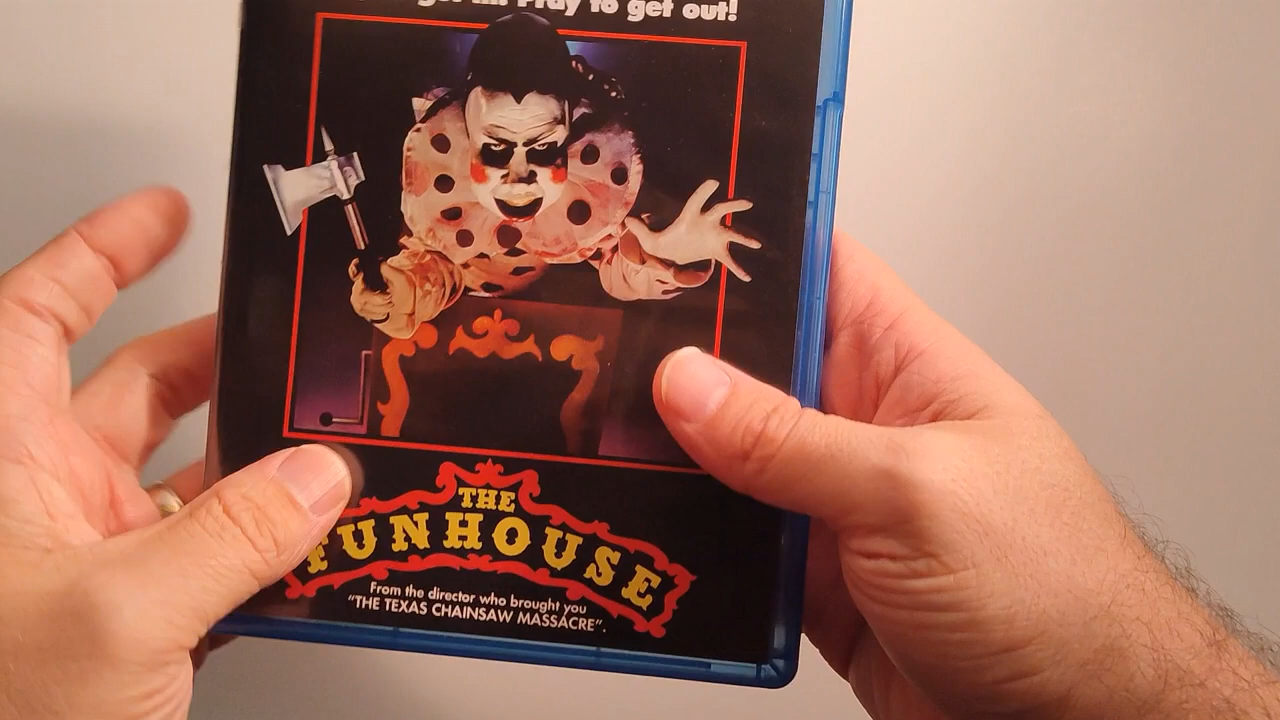 Pray to get out!
THE
FUNHOUSE
From the director who brought you
"THE TEXAS CHAINSAW MASSACRE".